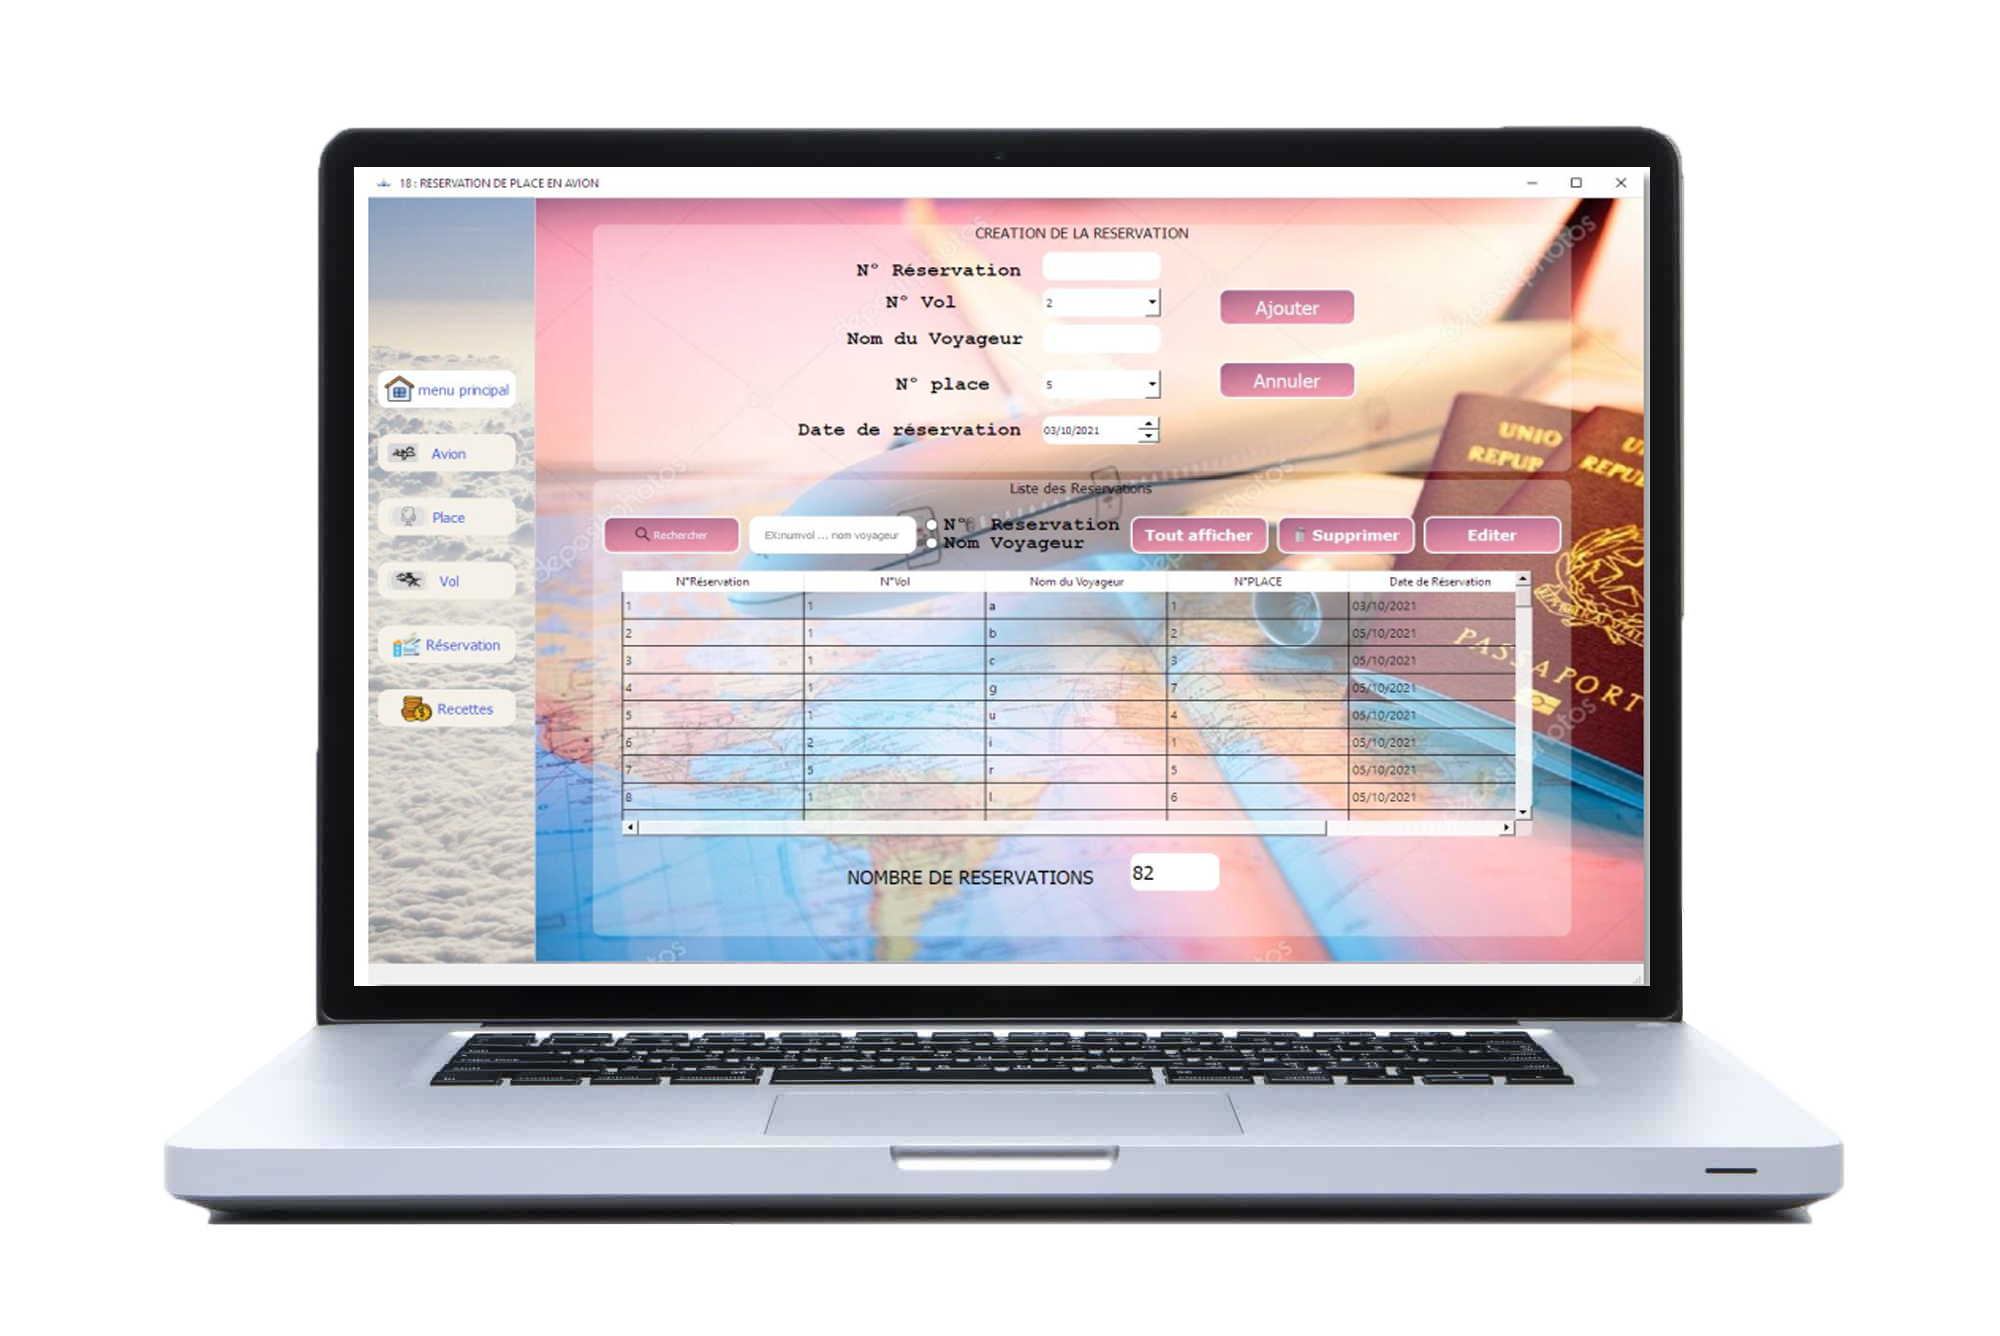 18 : RESERVATION DE PLACE EN AVION
menu principal
Avion
Place
Vol
Réservation
Recettes
CREATION DE LA RESERVATION
N° Réservation
N° Vol 2
Nom du Voyageur
N° place 5
Date de réservation 03/10/2021
Ajouter
Annuler
Liste des Reservations
Rechercher
EX:numvol ... nom voyageur
N° Reservation
Nom Voyageur
Tout afficher
Supprimer
Editer
N°Réservation N°Vol Nom du Voyageur N°PLACE Date de Réservation
1 1 a 1 03/10/2021
2 1 b 2 05/10/2021
3 1 c 3 05/10/2021
4 1 g 7 05/10/2021
5 1 u 4 05/10/2021
6 2 i 1 05/10/2021
7 5 r 5 05/10/2021
8 1 l 6 05/10/2021
NOMBRE DE RESERVATIONS 82
UNIO
REPUP
U
REPU
PASSAPORT
depositphotos